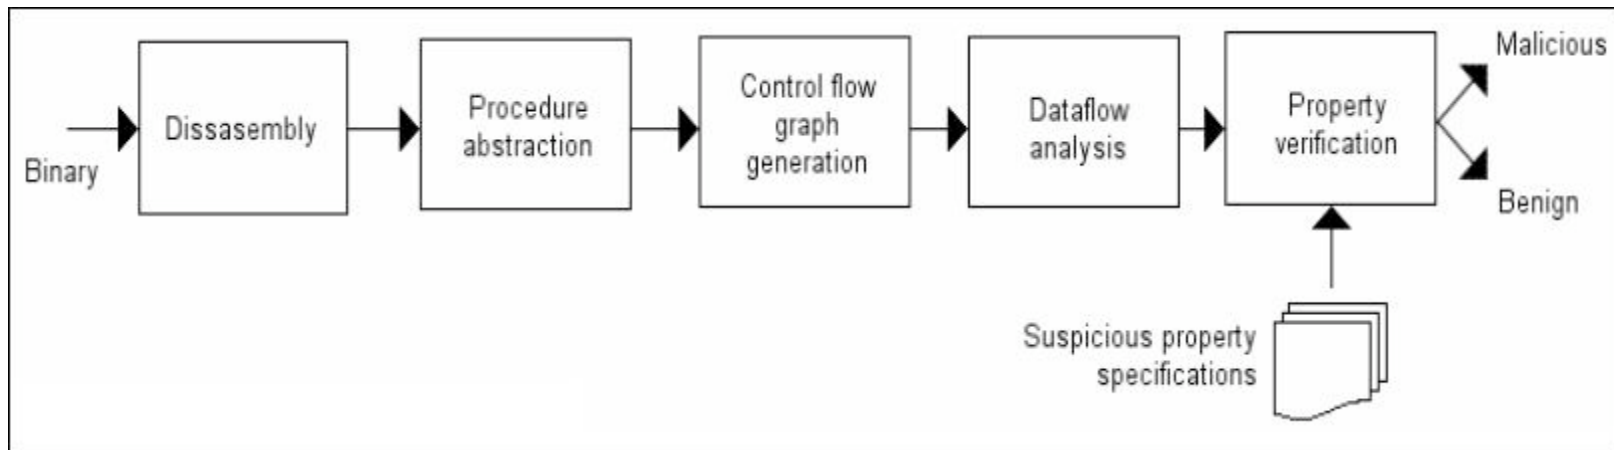 Binary
Dissasembly
Procedure
abstraction
Control flow
graph
generation
Dataflow
analysis
Property
verification
Malicious
Benign
Suspicious property
specifications